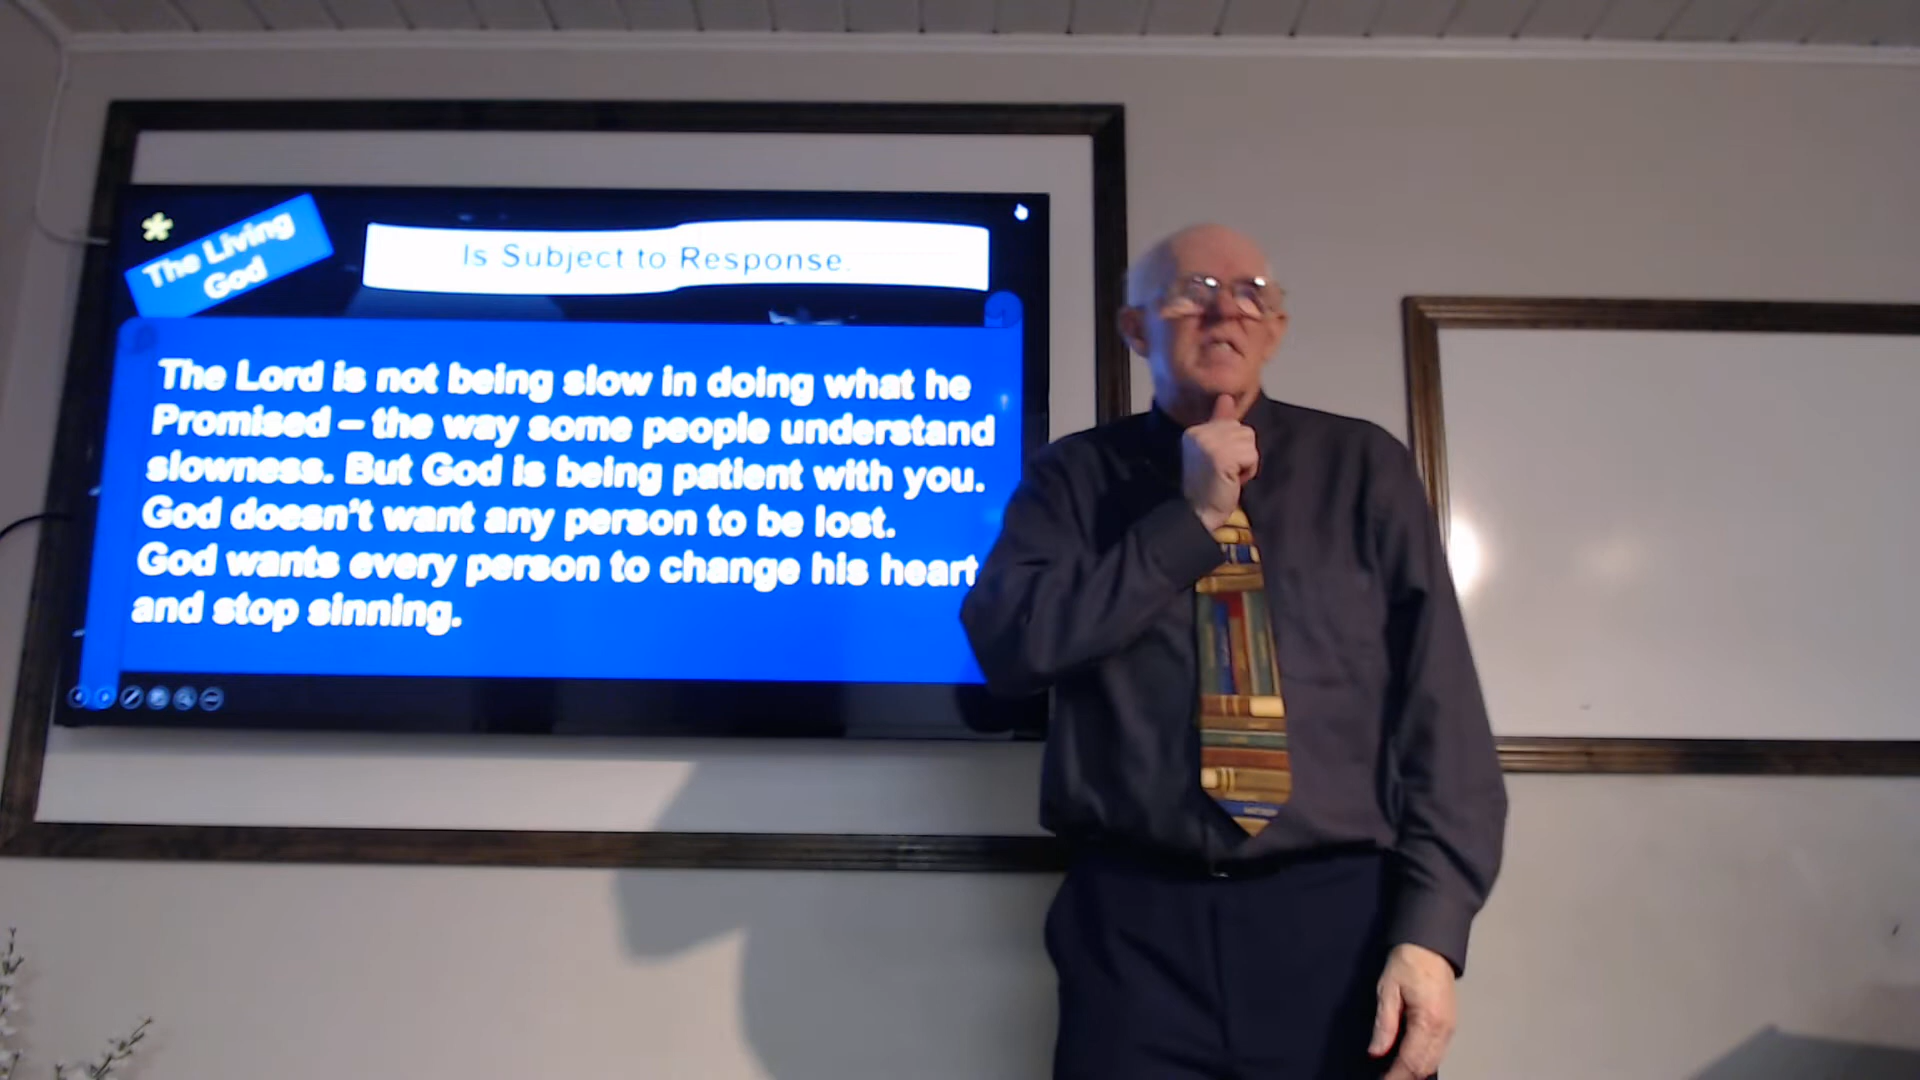 The Living
God
Is Subject to Response.
The Lord is not being slow in doing what he
Promised – the way some people understand
slowness. But God is being patient with you.
God doesn't want any person to be lost.
God wants every person to change his heart
and stop sinning.